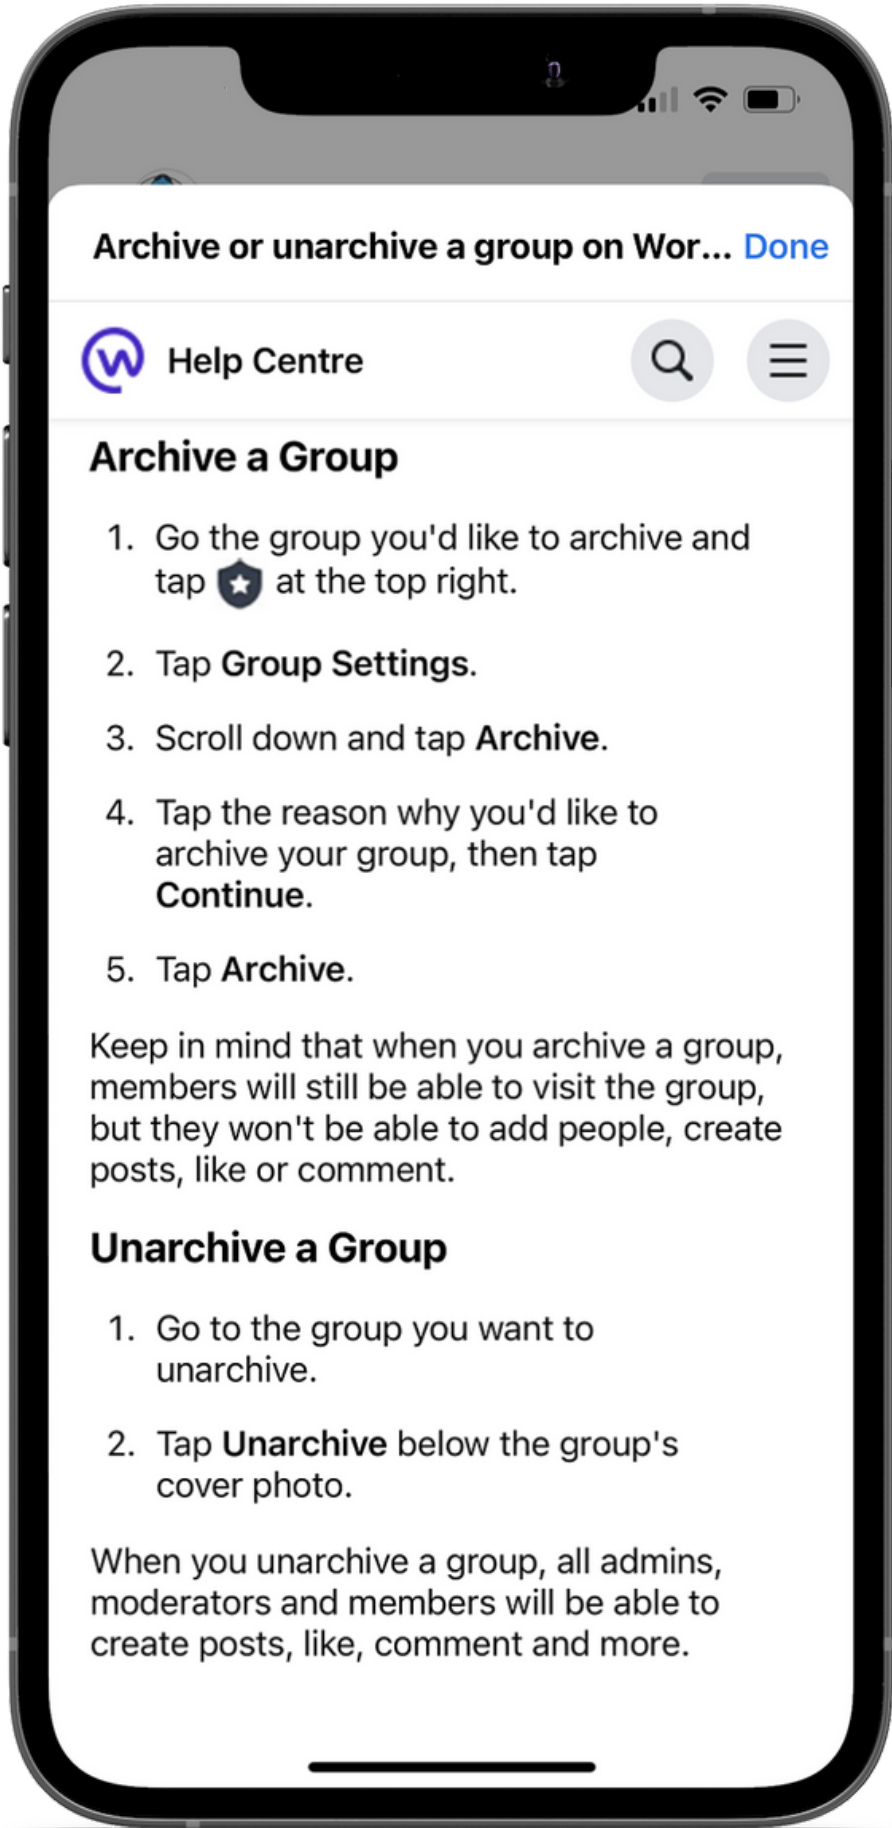 Archive or unarchive a group on Wor... Done
Help Centre
Archive a Group
1. Go the group you'd like to archive and
tap at the top right.
2. Tap Group Settings.
3. Scroll down and tap Archive.
4. Tap the reason why you'd like to
archive your group, then tap
Continue.
5. Tap Archive.
Keep in mind that when you archive a group,
members will still be able to visit the group,
but they won't be able to add people, create
posts, like or comment.
Unarchive a Group
1. Go to the group you want to
unarchive.
2. Tap Unarchive below the group's
cover photo.
When you unarchive a group, all admins,
moderators and members will be able to
create posts, like, comment and more.